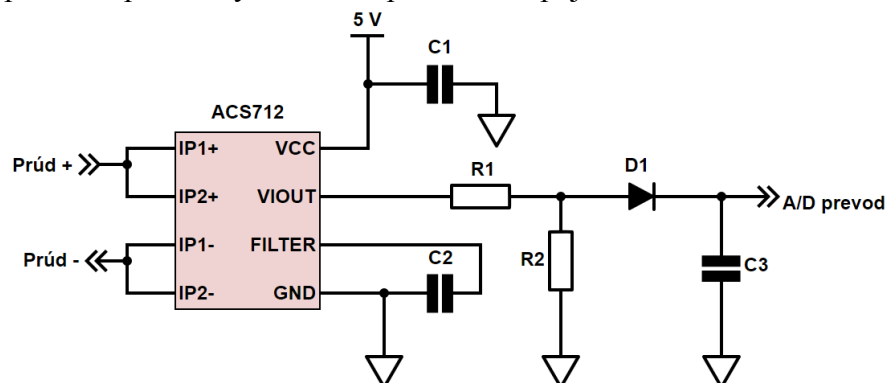 5 V
C1
ACS712
Prúd +
IP1+
VCC
IP2+
VIOUT
R1
D1
A/D prevod
Prúd -
IP1-
FILTER
C2
R2
C3
IP2-
GND